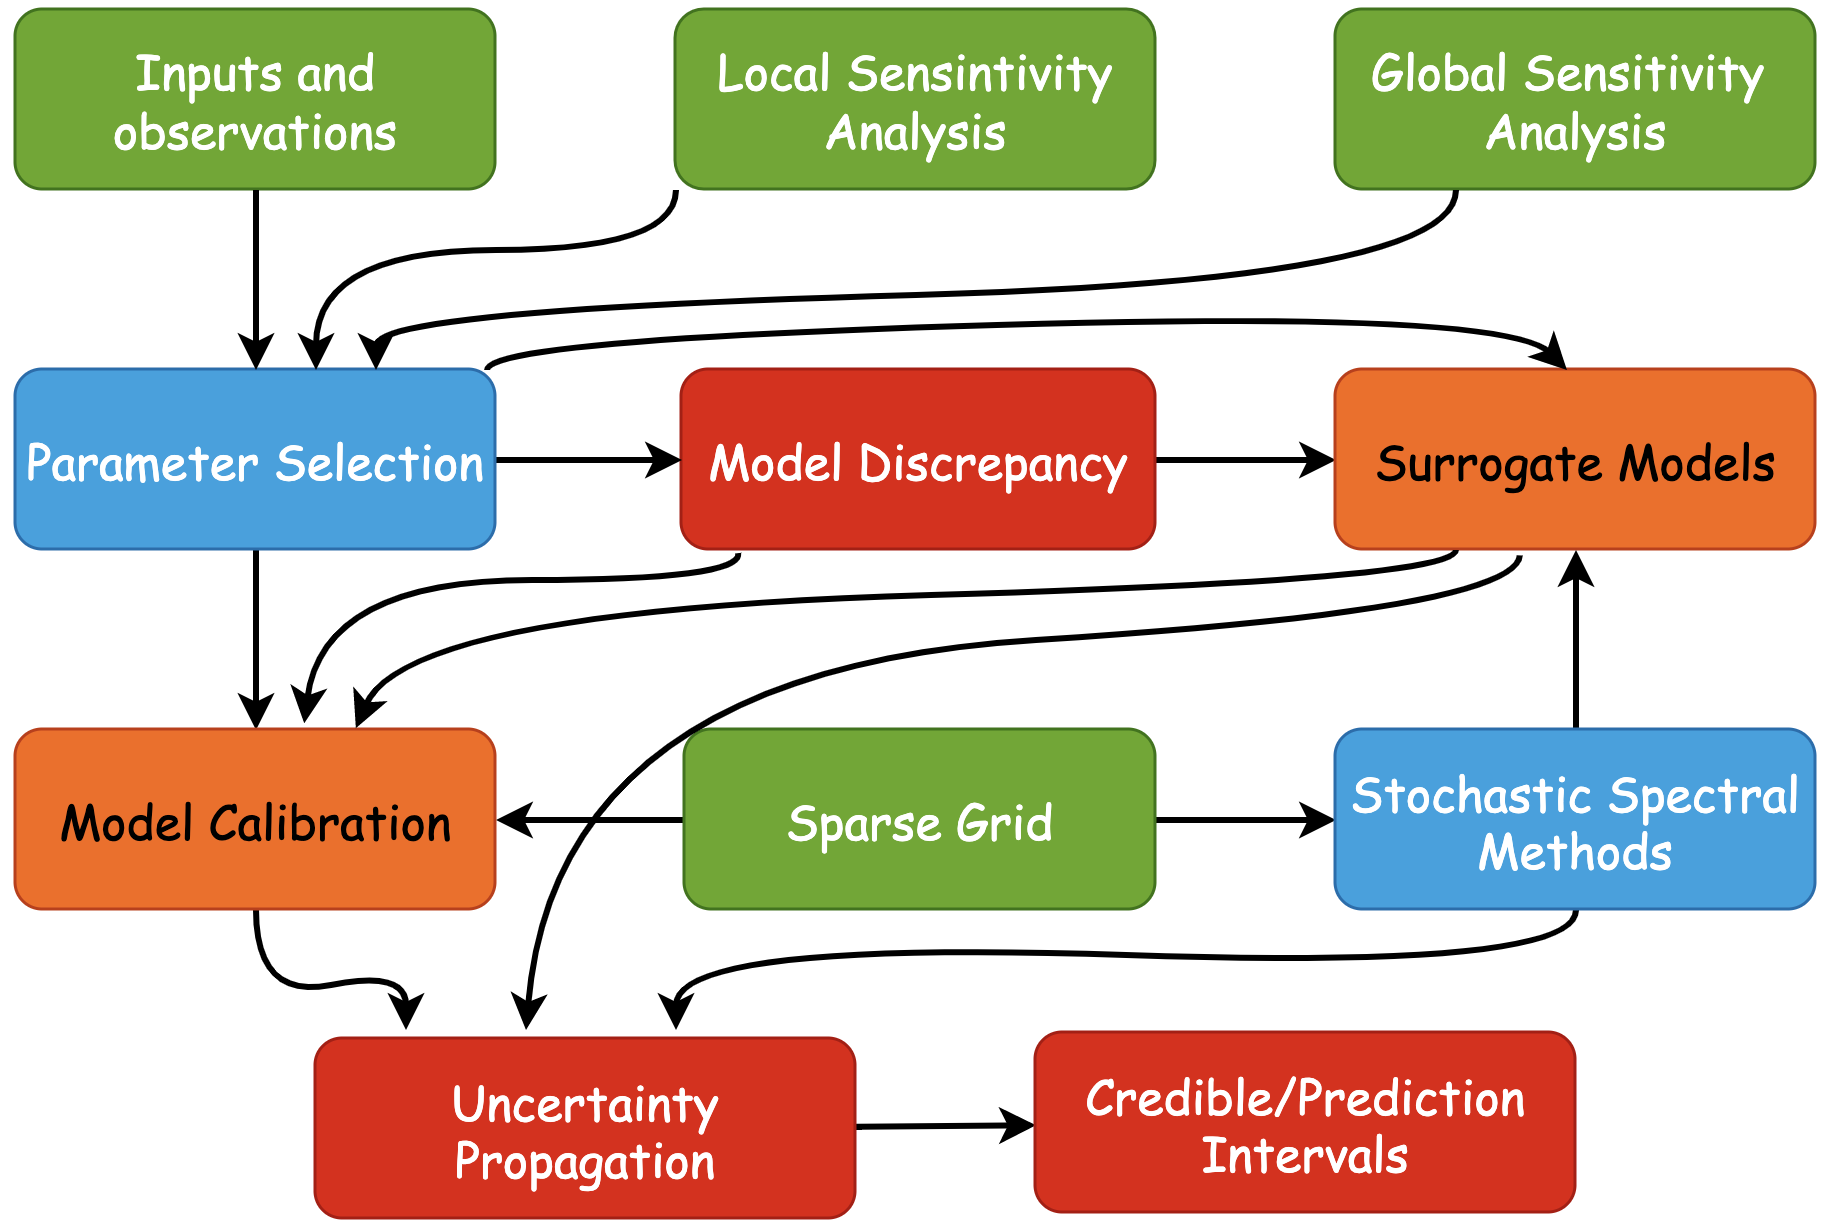 Inputs and
observations
Local Sensintivity
Analysis
Global Sensitivity
Analysis
Parameter Selection
Model Discrepancy
Surrogate Models
Model Calibration
Sparse Grid
Stochastic Spectral
Methods
Uncertainty
Propagation
Credible/Prediction
Intervals